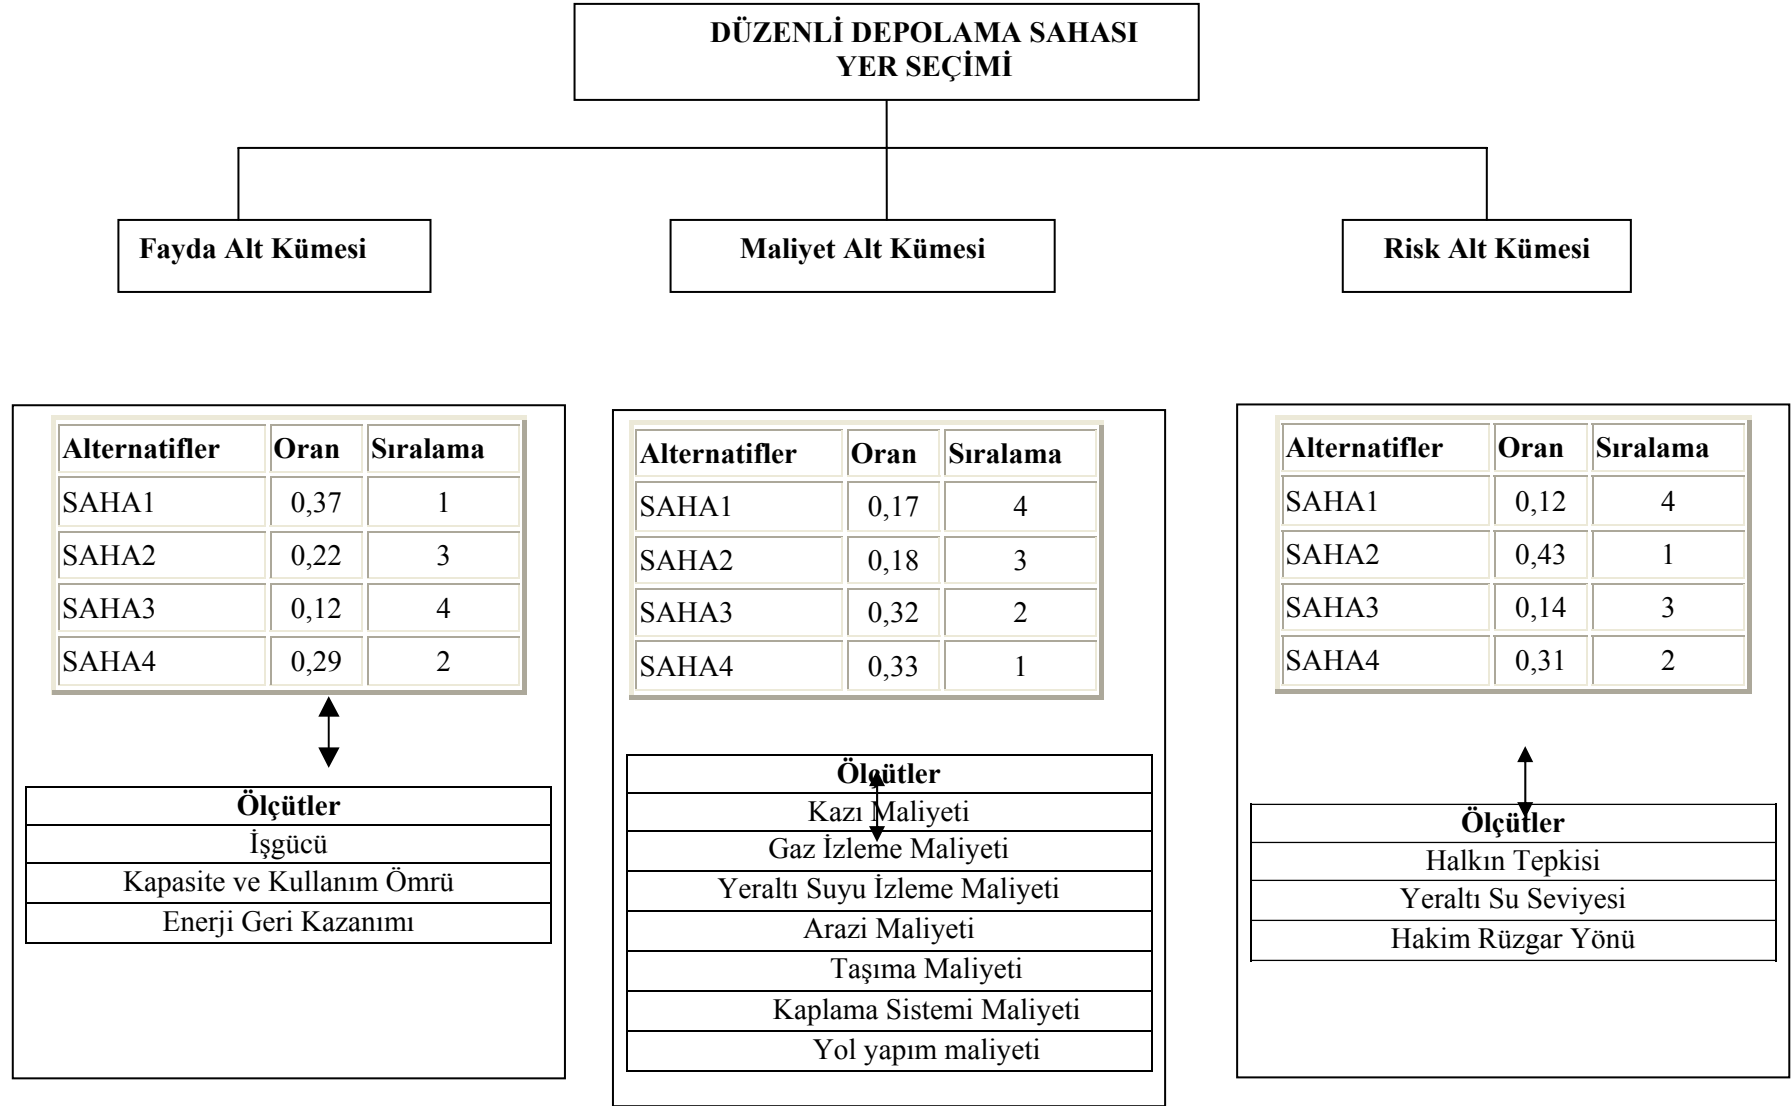 DÜZENLİ DEPOLAMA SAHASI
YER SEÇİMİ
Fayda Alt Kümesi
Maliyet Alt Kümesi
Risk Alt Kümesi
Alternatifler Oran Sıralama
SAHA1 0,37 1
SAHA2 0,22 3
SAHA3 0,12 4
SAHA4 0,29 2
Ölçütler
İşgücü
Kapasite ve Kullanım Ömrü
Enerji Geri Kazanımı
Alternatifler Oran Sıralama
SAHA1 0,17 4
SAHA2 0,18 3
SAHA3 0,32 2
SAHA4 0,33 1
Ölçütler
Kazı Maliyeti
Gaz İzleme Maliyeti
Yeraltı Suyu İzleme Maliyeti
Arazi Maliyeti
Taşıma Maliyeti
Kaplama Sistemi Maliyeti
Yol yapım maliyeti
Alternatifler Oran Sıralama
SAHA1 0,12 4
SAHA2 0,43 1
SAHA3 0,14 3
SAHA4 0,31 2
Ölçütler
Halkın Tepkisi
Yeraltı Su Seviyesi
Hakim Rüzgar Yönü